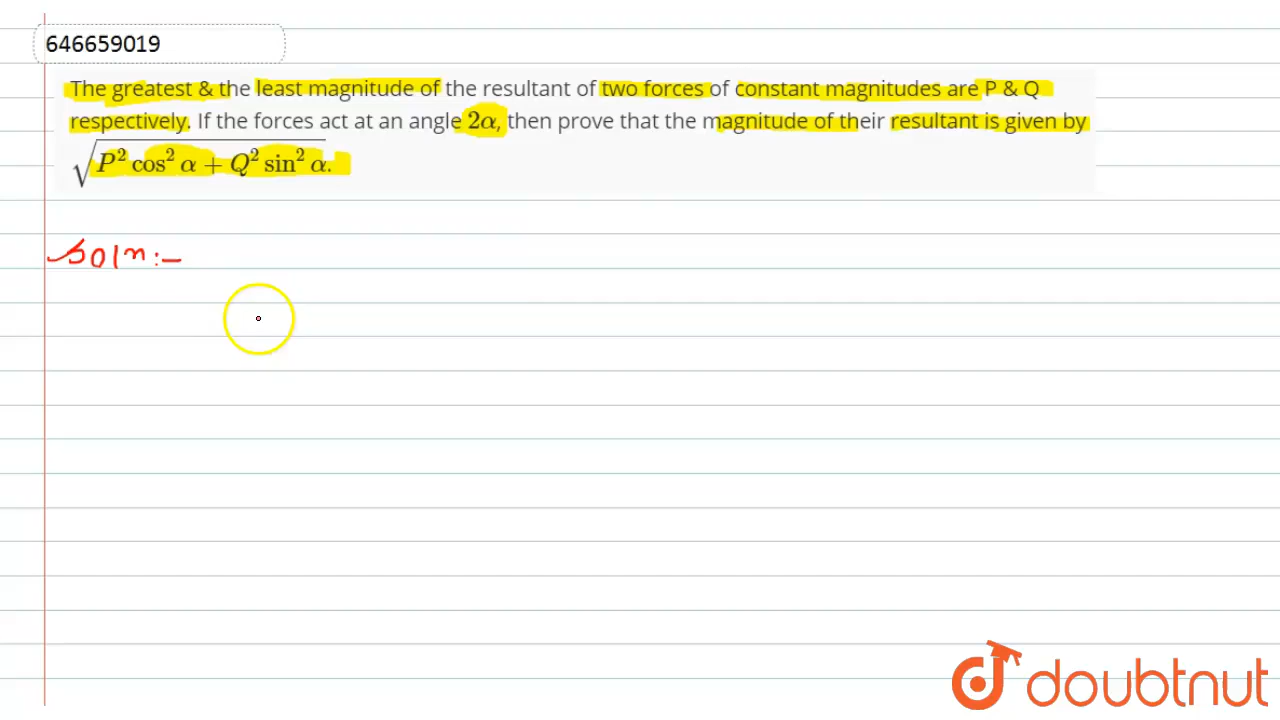 646659019
The greatest & the least magnitude of the resultant of two forces of constant magnitudes are P & Q
respectively. If the forces act at an angle 2α, then prove that the magnitude of their resultant is given by
√(P² cos² α + Q² sin² α).
Soln:-
doubtnut